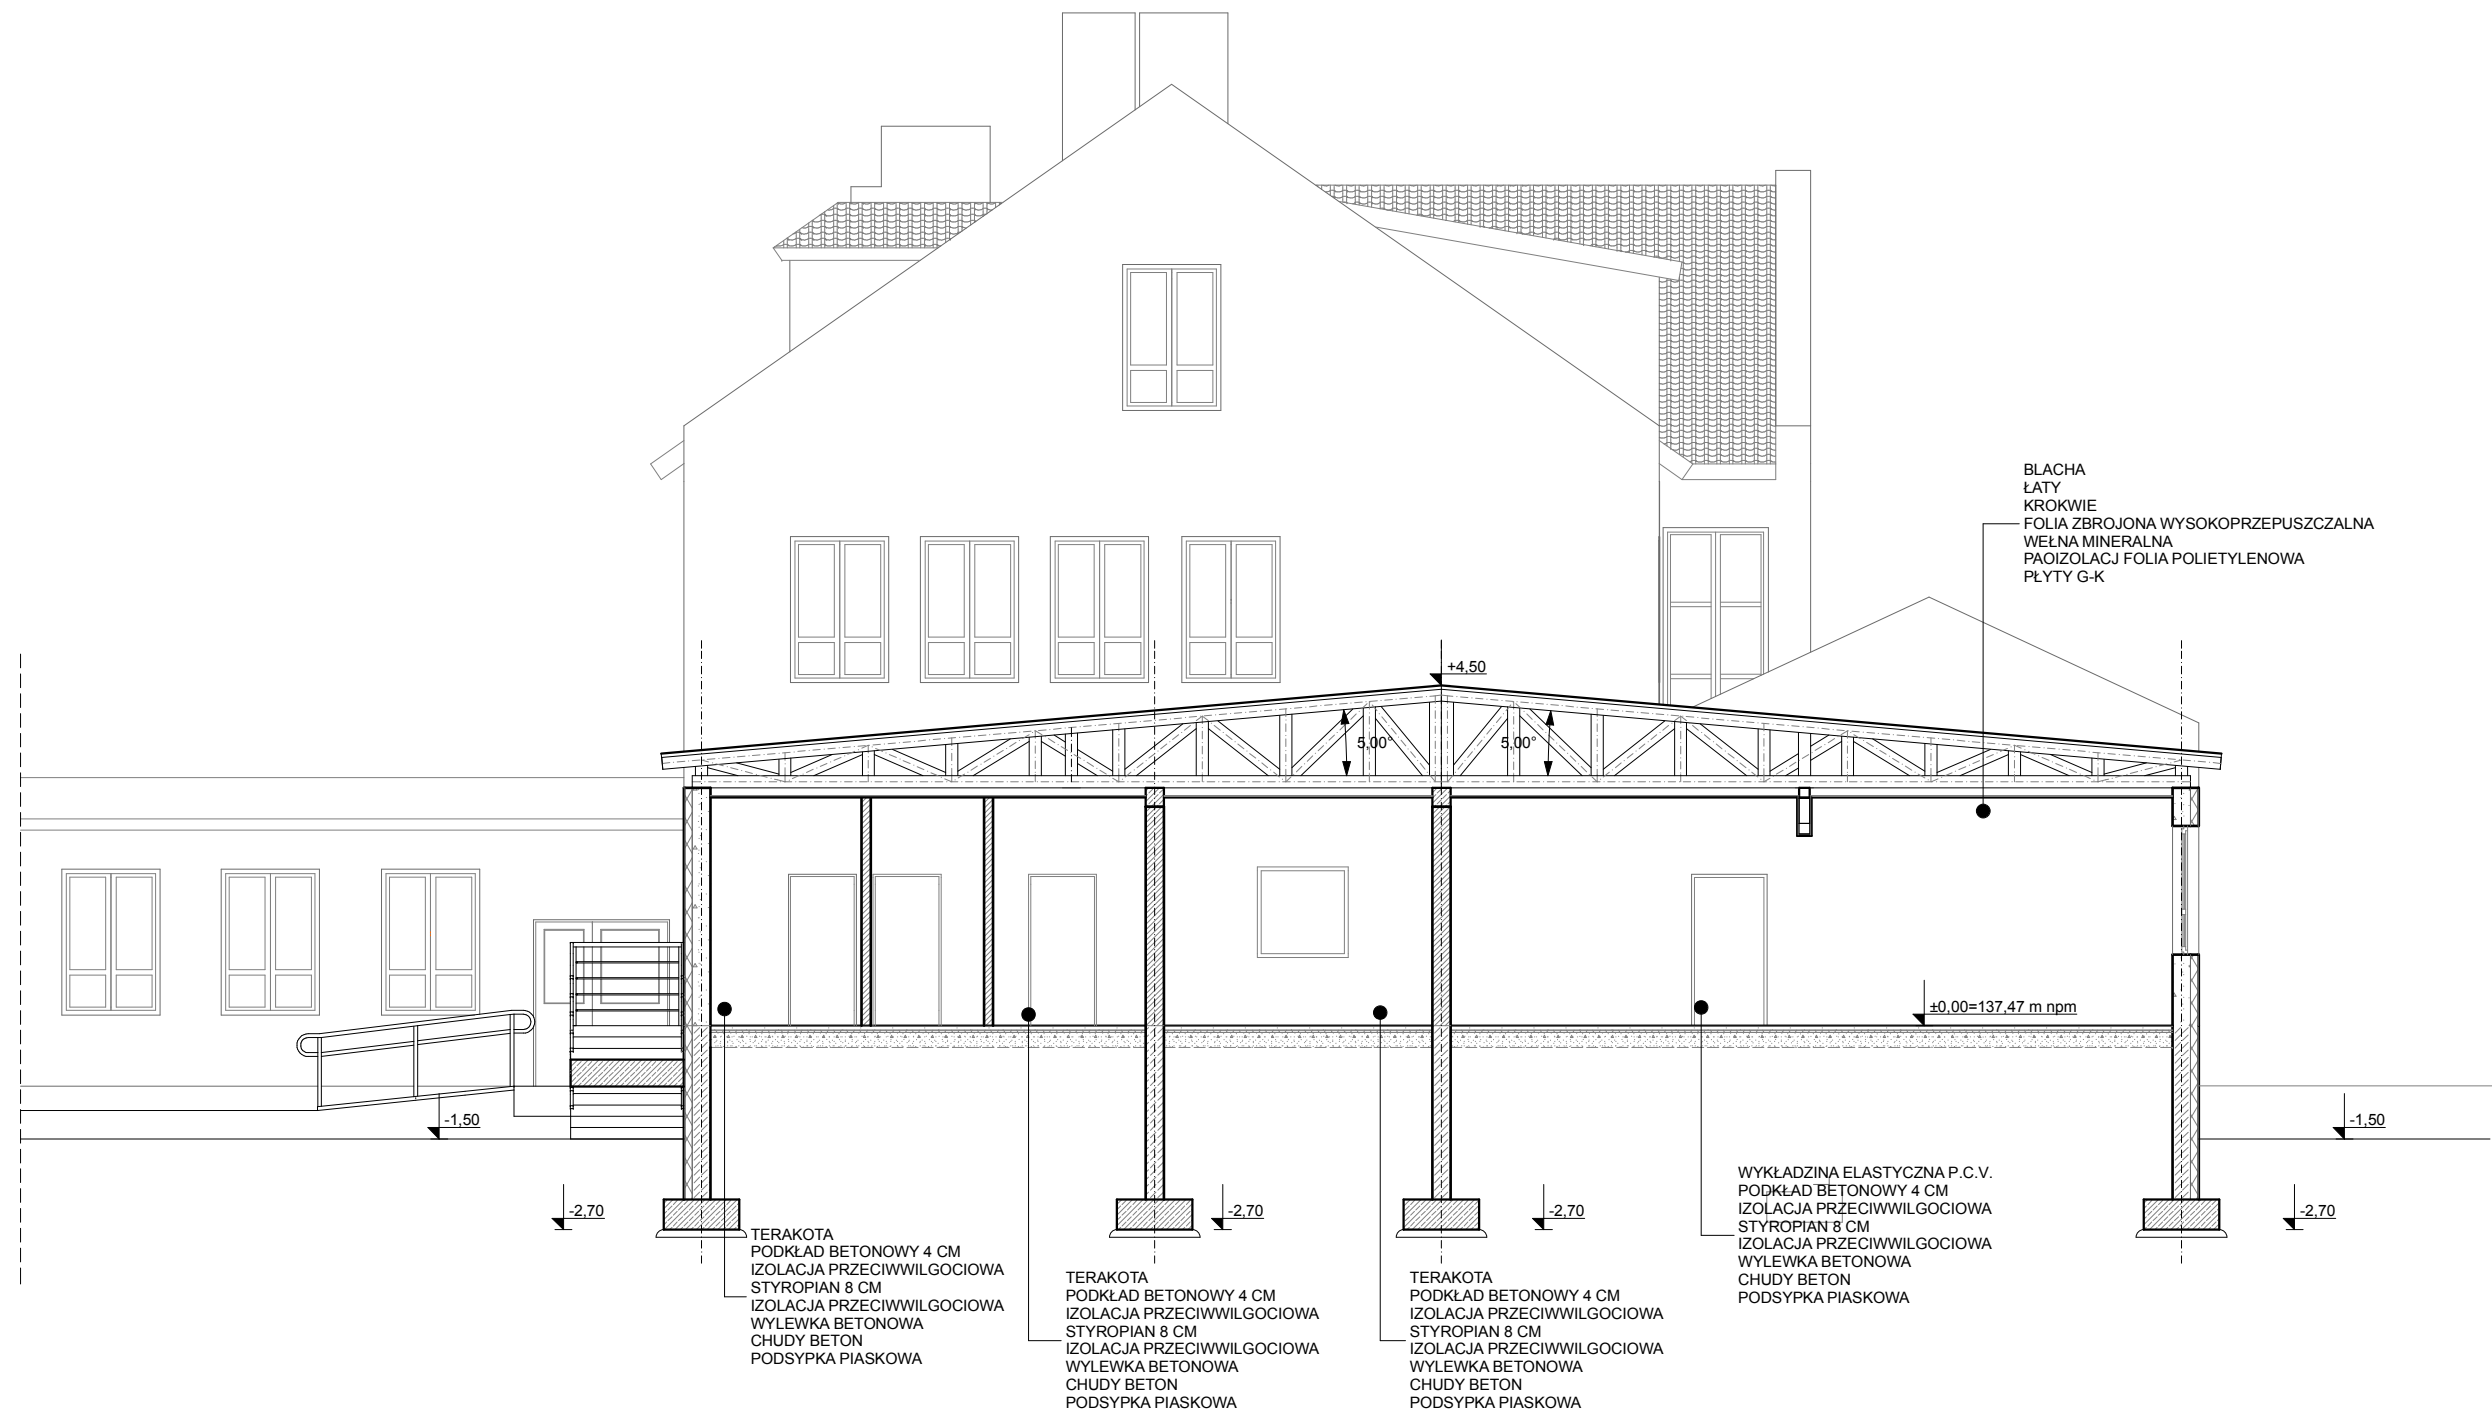 BLACHA
ŁATY
KROKWIE
FOLIA ZBROJONA WYSOKOPRZEPUSZCZALNA
WEŁNA MINERALNA
PAOIZOLACJ FOLIA POLIETYLENOWA
PŁYTY G-K
+4,50
5,00°
5,00°
±0,00=137,47 m npm
-1,50
-1,50
-2,70
-2,70
-2,70
-2,70
WYKŁADZINA ELASTYCZNA P.C.V.
PODKŁAD BETONOWY 4 CM
IZOLACJA PRZECIWWILGOCIOWA
STYROPIAN 8 CM
IZOLACJA PRZECIWWILGOCIOWA
WYLEWKA BETONOWA
CHUDY BETON
PODSYPKA PIASKOWA
TERAKOTA
PODKŁAD BETONOWY 4 CM
IZOLACJA PRZECIWWILGOCIOWA
STYROPIAN 8 CM
IZOLACJA PRZECIWWILGOCIOWA
WYLEWKA BETONOWA
CHUDY BETON
PODSYPKA PIASKOWA
TERAKOTA
PODKŁAD BETONOWY 4 CM
IZOLACJA PRZECIWWILGOCIOWA
STYROPIAN 8 CM
IZOLACJA PRZECIWWILGOCIOWA
WYLEWKA BETONOWA
CHUDY BETON
PODSYPKA PIASKOWA
TERAKOTA
PODKŁAD BETONOWY 4 CM
IZOLACJA PRZECIWWILGOCIOWA
STYROPIAN 8 CM
IZOLACJA PRZECIWWILGOCIOWA
WYLEWKA BETONOWA
CHUDY BETON
PODSYPKA PIASKOWA